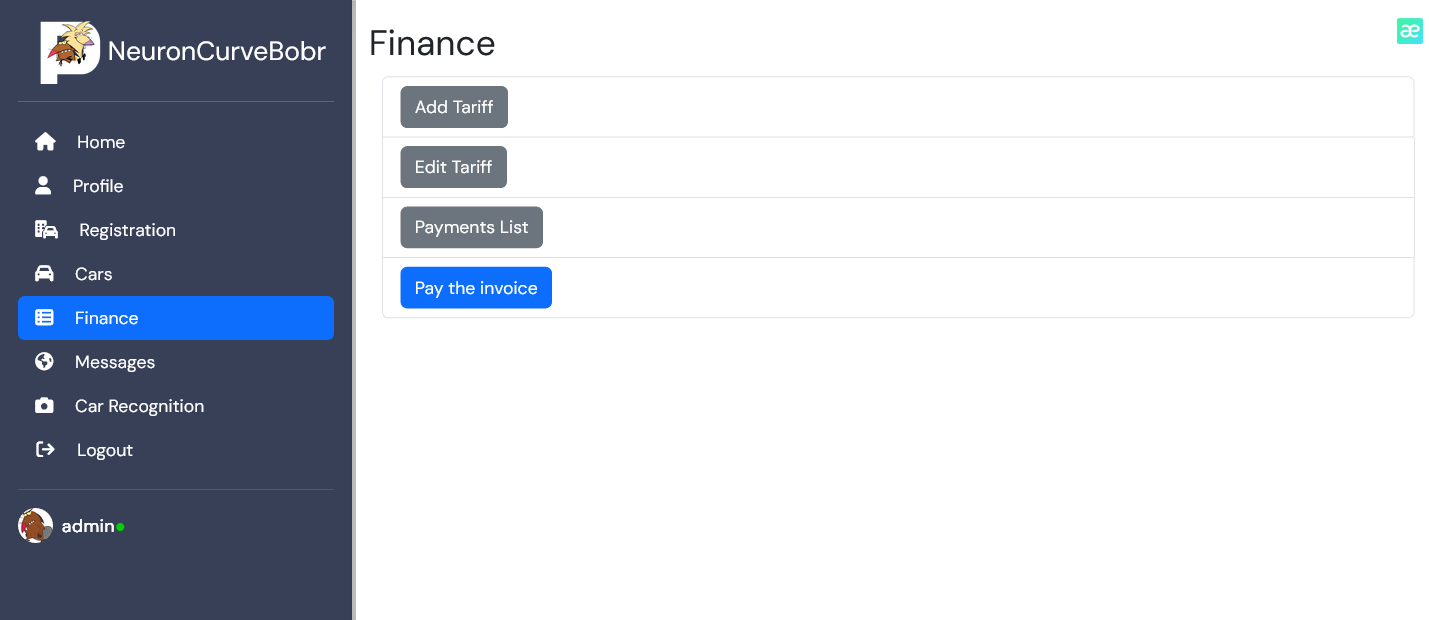 NeuronCurveBobr
Home
Profile
Registration
Cars
Finance
Messages
Car Recognition
Logout
admin
Finance
æ
Add Tariff
Edit Tariff
Payments List
Pay the invoice